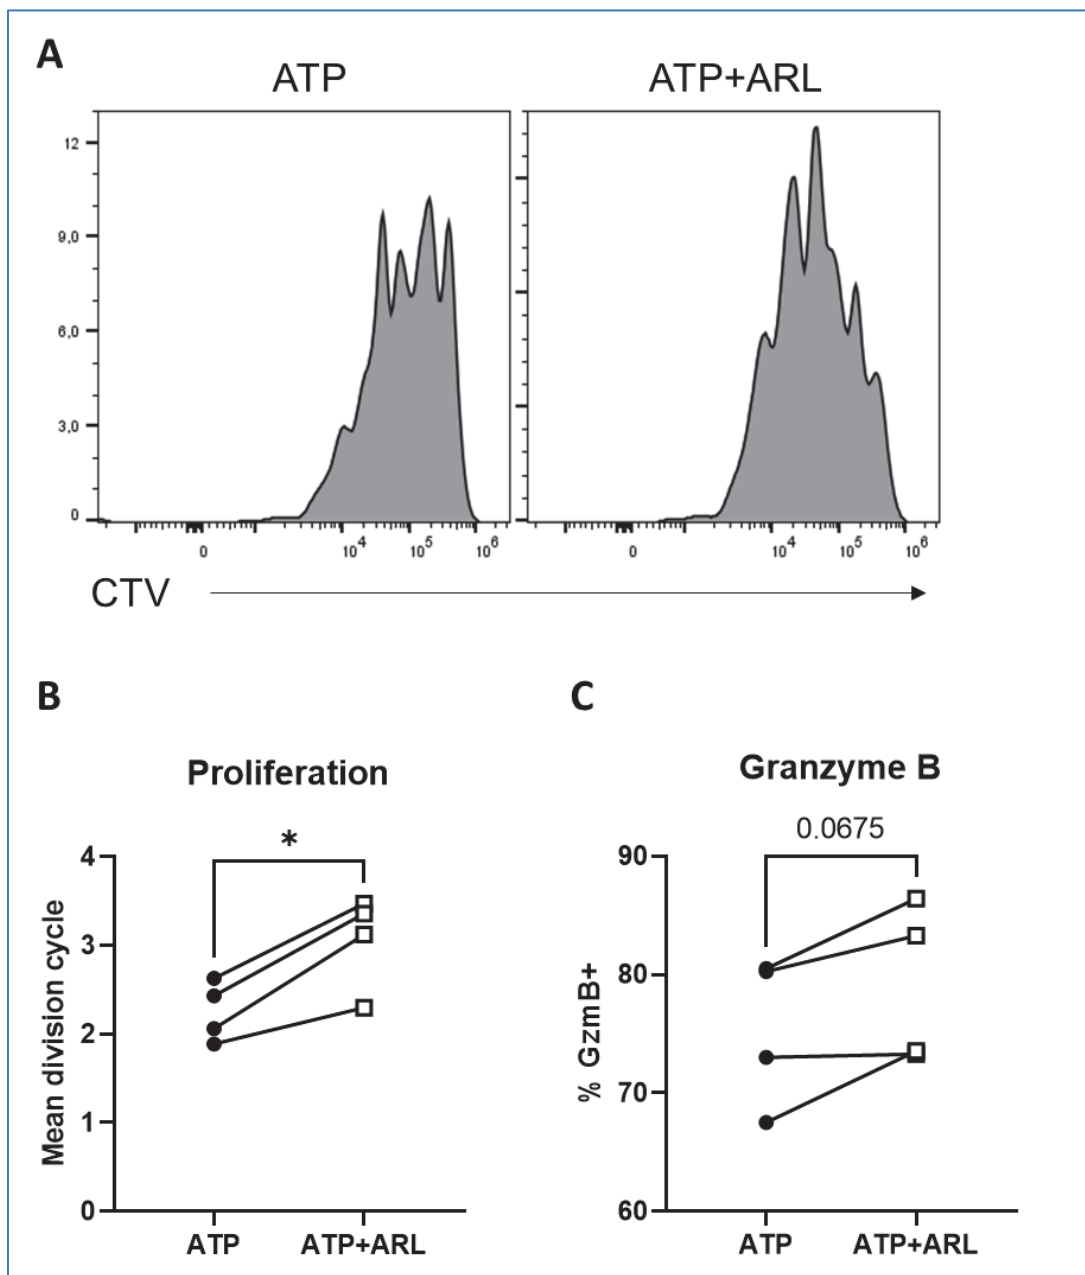 A
ATP
ATP+ARL
12
9,0
6,0
3,0
0
0 10^4 10^5 10^6
0 10^4 10^5 10^6
CTV
B
Proliferation
*
Mean division cycle
4
3
2
1
0
ATP ATP+ARL
C
Granzyme B
0.0675
% GzmB+
90
80
70
60
ATP ATP+ARL